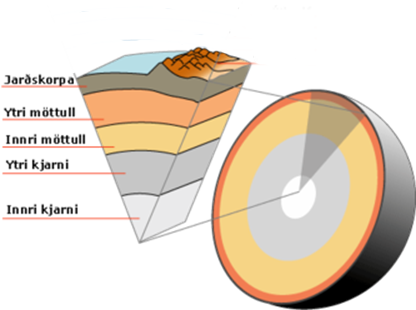 Jarðskorpa
Ytri möttull
Innri möttull
Ytri kjarni
Innri kjarni